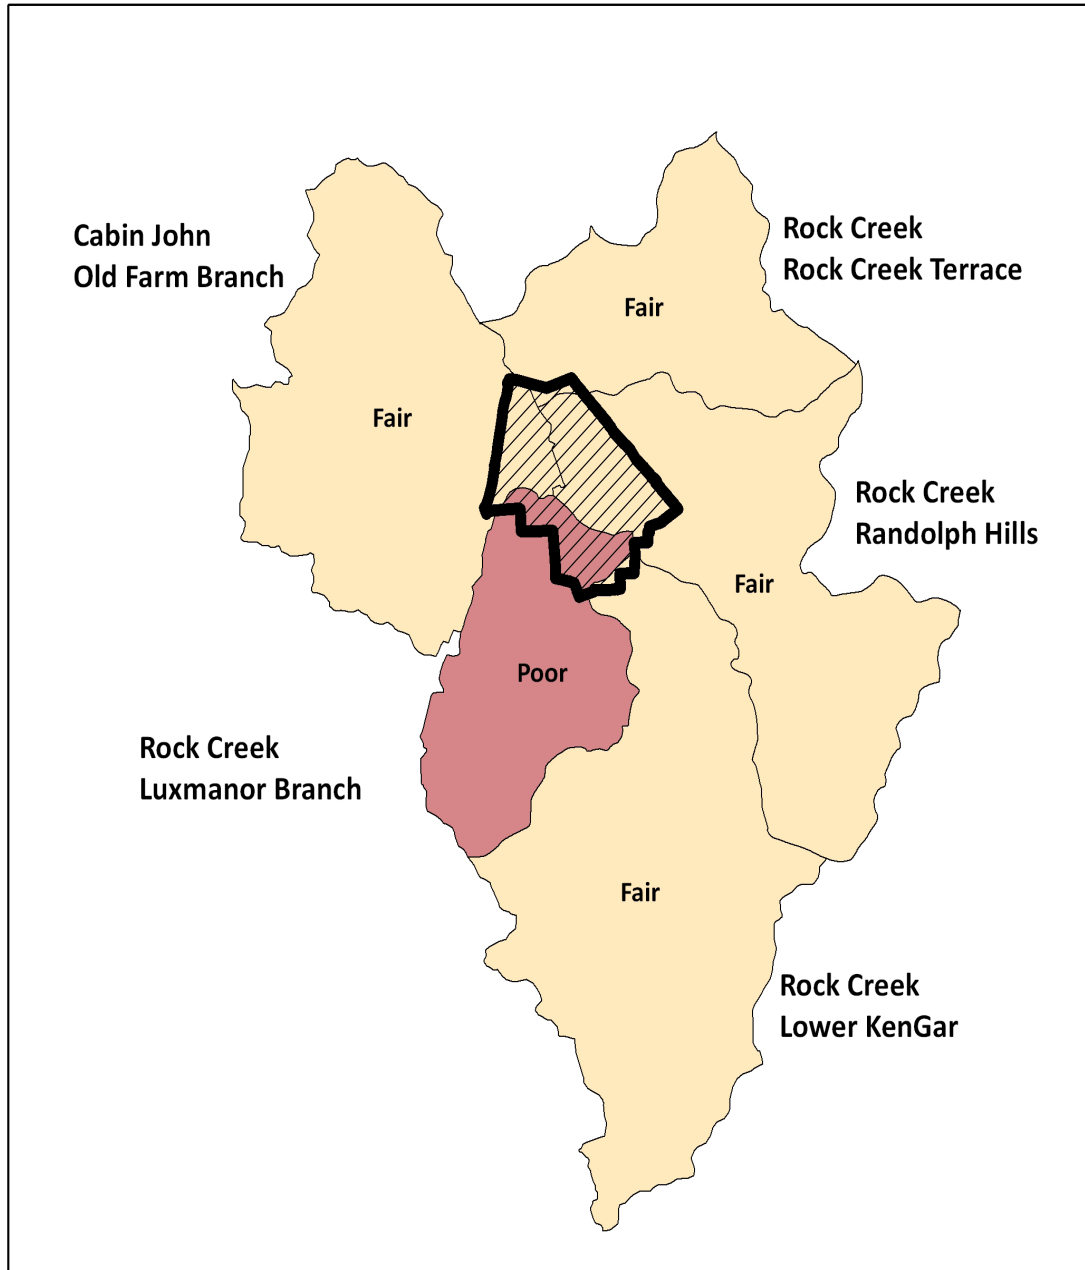 Cabin John
Old Farm Branch
Rock Creek
Rock Creek Terrace
Fair
Fair
Rock Creek
Randolph Hills
Fair
Poor
Rock Creek
Luxmanor Branch
Fair
Rock Creek
Lower KenGar